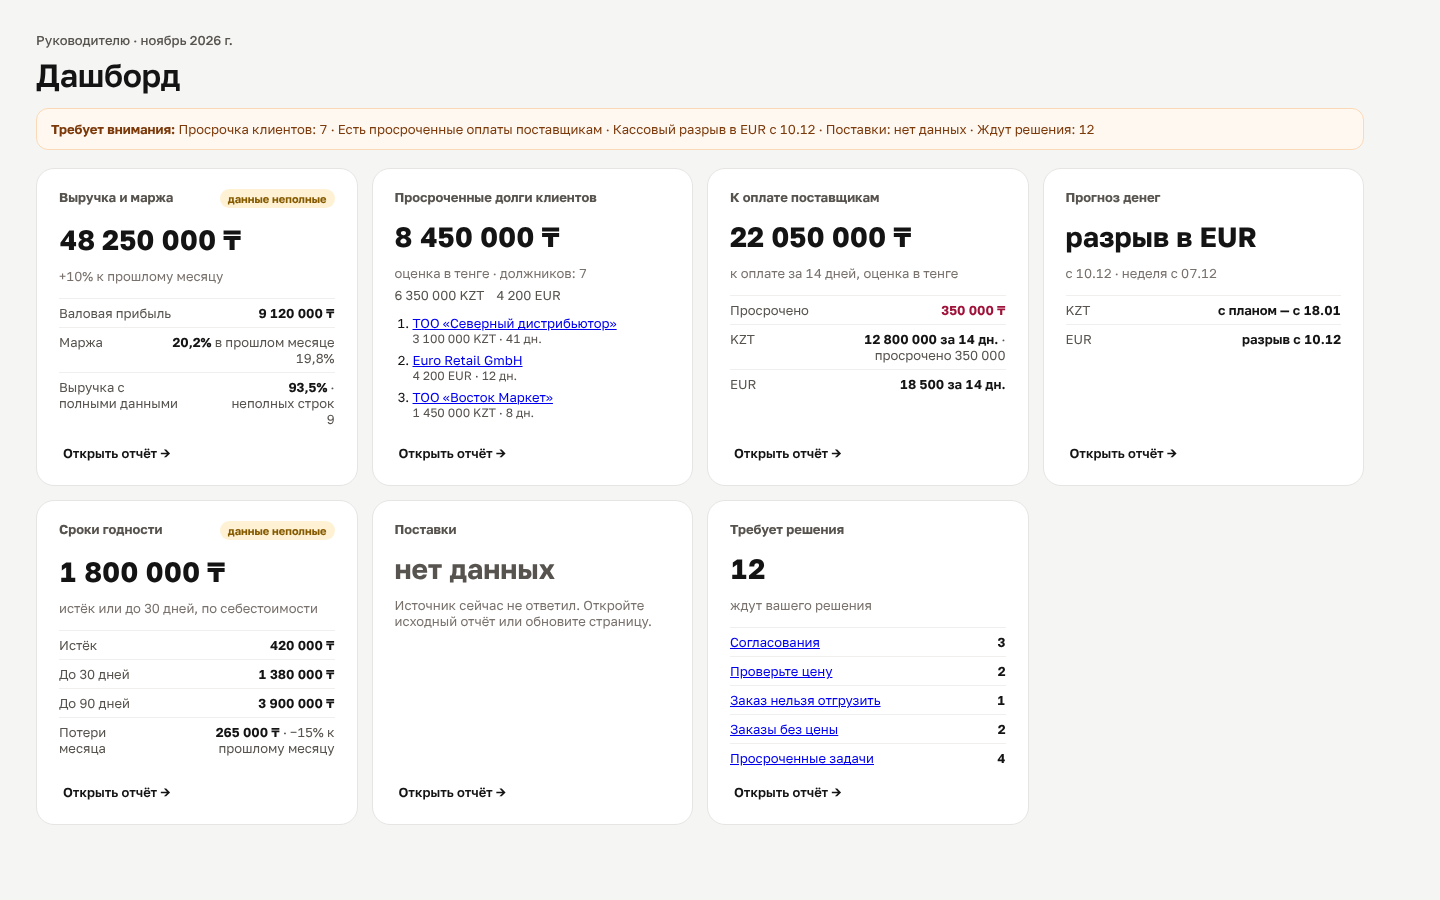 Руководителю · ноябрь 2026 г.
Дашборд
Требует внимания: Просрочка клиентов: 7 · Есть просроченные оплаты поставщикам · Кассовый разрыв в EUR с 10.12 · Поставки: нет данных · Ждут решения: 12
Выручка и маржа
данные неполные
48 250 000 ₸
+10% к прошлому месяцу
Валовая прибыль 9 120 000 ₸
Маржа 20,2% в прошлом месяце
19,8%
Выручка с 93,5% ·
полными данными неполных строк
9
Открыть отчёт →
Просроченные долги клиентов
8 450 000 ₸
оценка в тенге · должников: 7
6 350 000 KZT 4 200 EUR
1. ТОО «Северный дистрибьютор»
3 100 000 KZT · 41 дн.
2. Euro Retail GmbH
4 200 EUR · 12 дн.
3. ТОО «Восток Маркет»
1 450 000 KZT · 8 дн.
Открыть отчёт →
К оплате поставщикам
22 050 000 ₸
к оплате за 14 дней, оценка в тенге
Просрочено 350 000 ₸
KZT 12 800 000 за 14 дн. ·
просрочено 350 000
EUR 18 500 за 14 дн.
Открыть отчёт →
Прогноз денег
разрыв в EUR
с 10.12 · неделя с 07.12
KZT с планом — с 18.01
EUR разрыв с 10.12
Открыть отчёт →
Сроки годности
данные неполные
1 800 000 ₸
истёк или до 30 дней, по себестоимости
Истёк 420 000 ₸
До 30 дней 1 380 000 ₸
До 90 дней 3 900 000 ₸
Потери 265 000 ₸ · −15% к
месяца прошлому месяцу
Открыть отчёт →
Поставки
нет данных
Источник сейчас не ответил. Откройте
исходный отчёт или обновите страницу.
Открыть отчёт →
Требует решения
12
ждут вашего решения
Согласования 3
Проверьте цену 2
Заказ нельзя отгрузить 1
Заказы без цены 2
Просроченные задачи 4
Открыть отчёт →